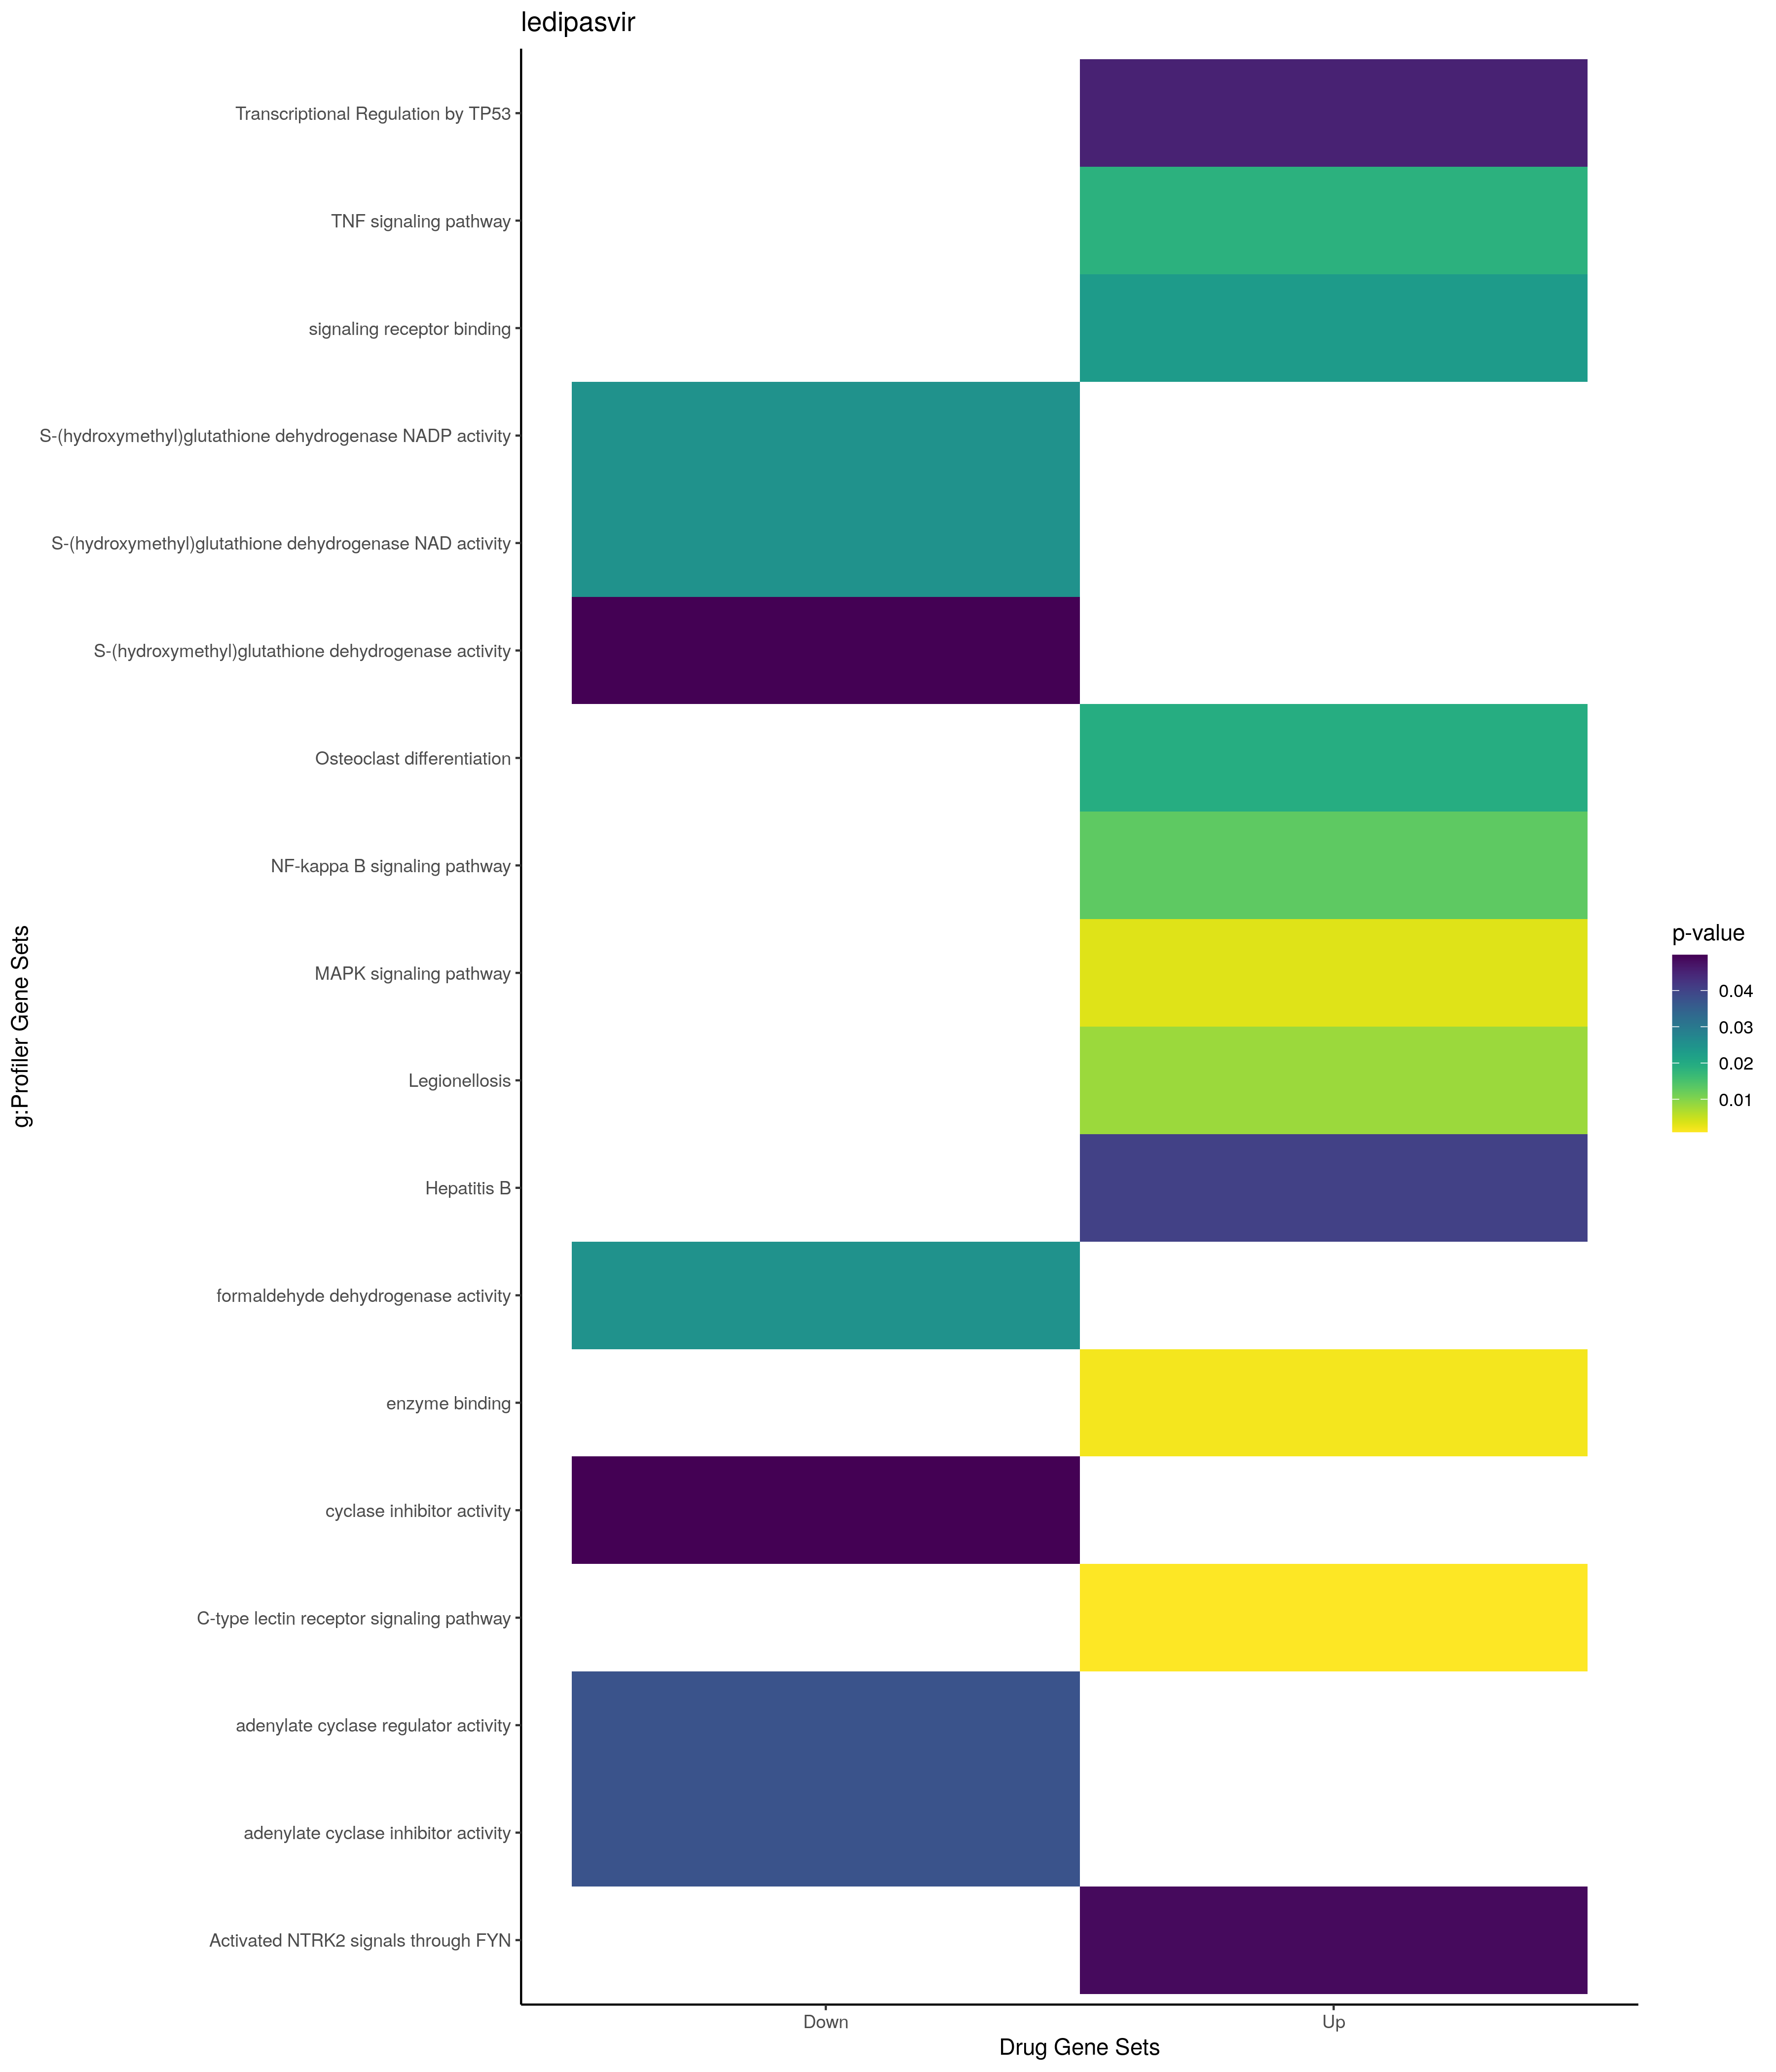 ledipasvir
Transcriptional Regulation by TP53
TNF signaling pathway
signaling receptor binding
S-(hydroxymethyl)glutathione dehydrogenase NADP activity
S-(hydroxymethyl)glutathione dehydrogenase NAD activity
S-(hydroxymethyl)glutathione dehydrogenase activity
Osteoclast differentiation
NF-kappa B signaling pathway
MAPK signaling pathway
Legionellosis
Hepatitis B
formaldehyde dehydrogenase activity
enzyme binding
cyclase inhibitor activity
C-type lectin receptor signaling pathway
adenylate cyclase regulator activity
adenylate cyclase inhibitor activity
Activated NTRK2 signals through FYN
g:Profiler Gene Sets
Down
Up
Drug Gene Sets
p-value
0.04
0.03
0.02
0.01